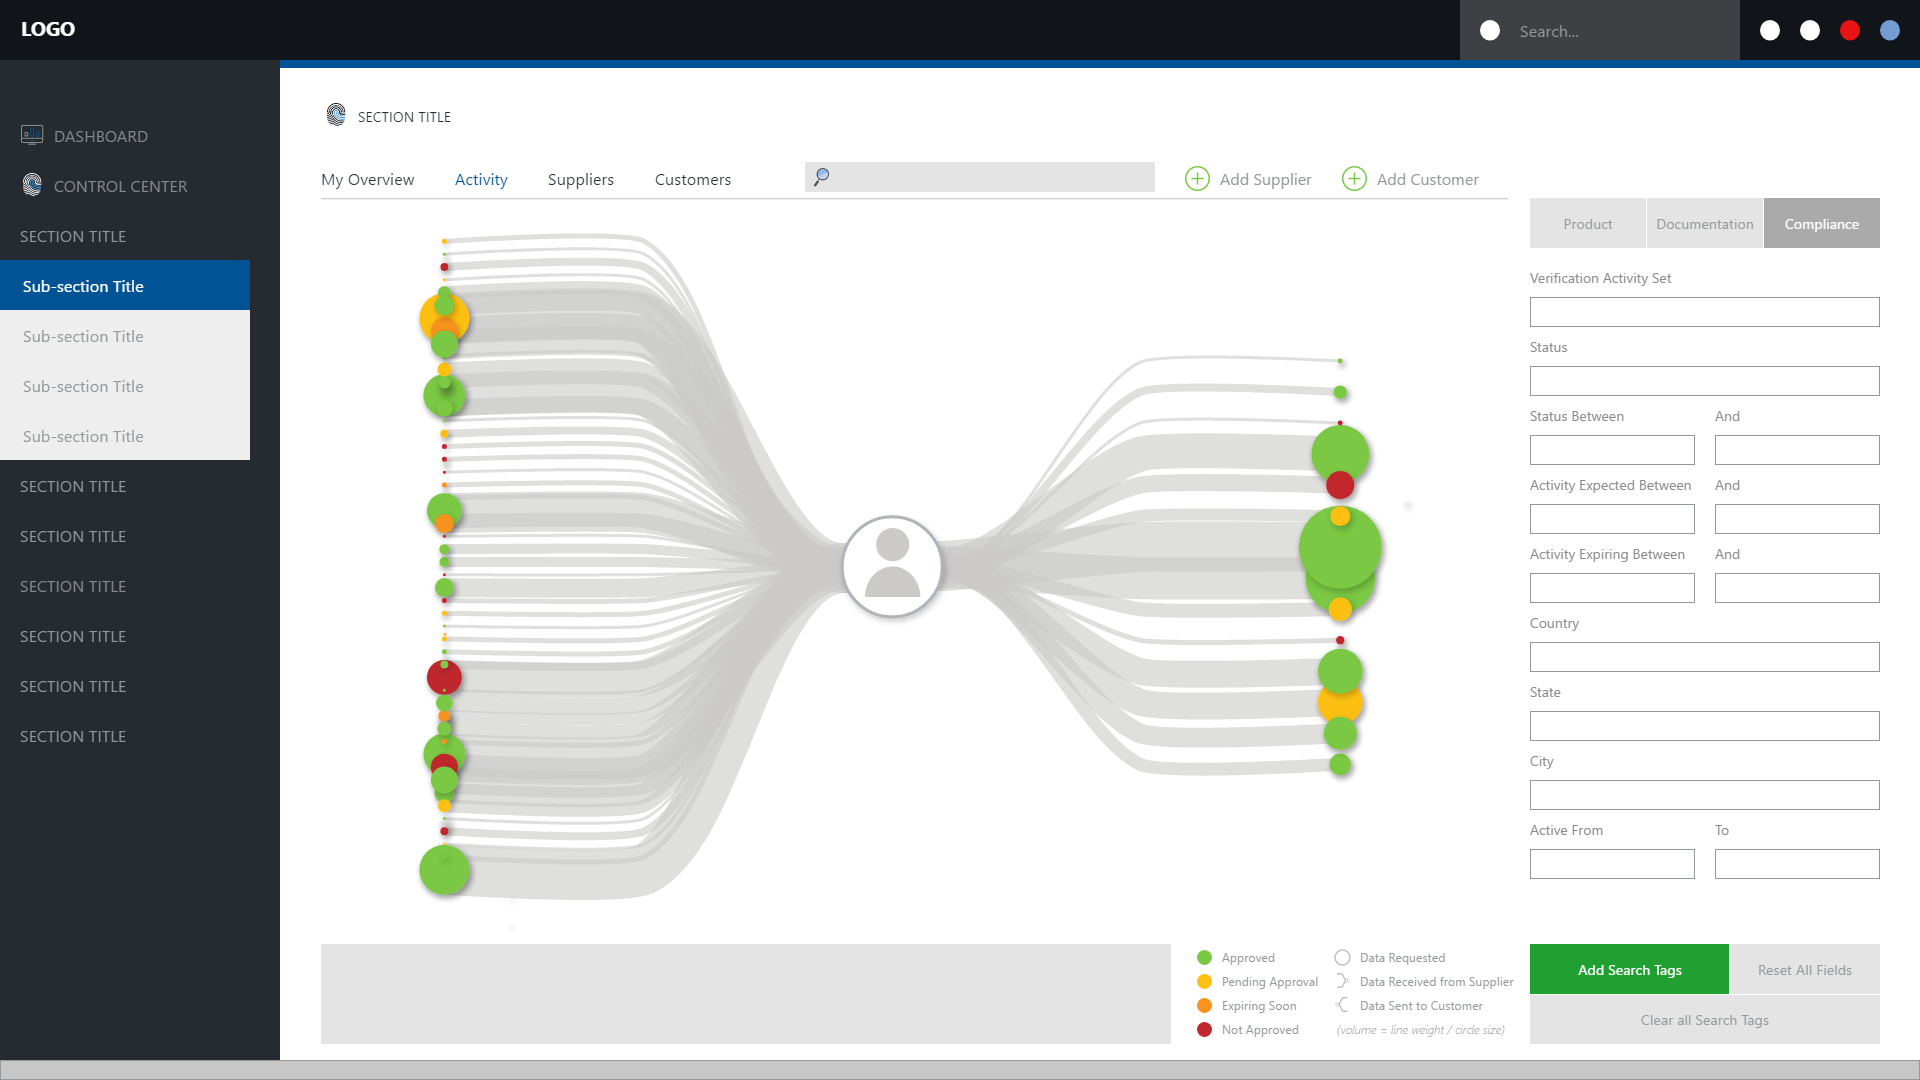 LOGO
Search...
DASHBOARD
CONTROL CENTER
SECTION TITLE
Sub-section Title
Sub-section Title
Sub-section Title
Sub-section Title
SECTION TITLE
SECTION TITLE
SECTION TITLE
SECTION TITLE
SECTION TITLE
SECTION TITLE
SECTION TITLE
My Overview
Activity
Suppliers
Customers
Add Supplier
Add Customer
Product
Documentation
Compliance
Verification Activity Set
Status
Status Between
And
Activity Expected Between
And
Activity Expiring Between
And
Country
State
City
Active From
To
Approved
Pending Approval
Expiring Soon
Not Approved
Data Requested
Data Received from Supplier
Data Sent to Customer
(volume = line weight / circle size)
Add Search Tags
Reset All Fields
Clear all Search Tags